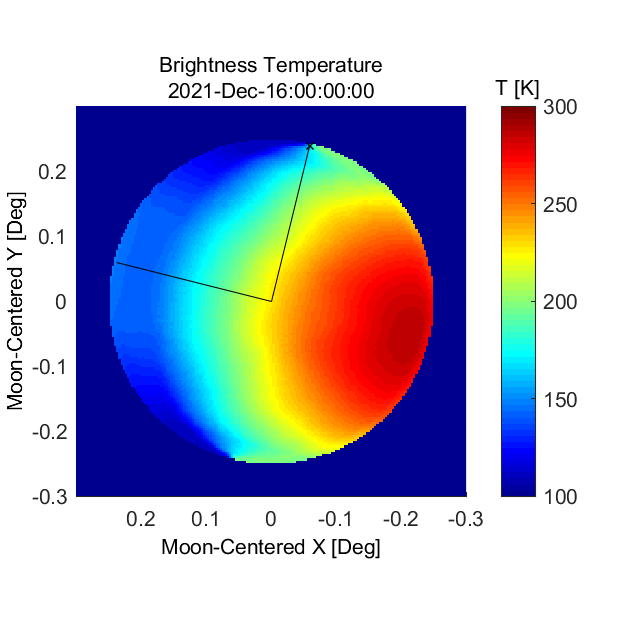 Brightness Temperature
2021-Dec-16:00:00:00
T [K]
300
250
200
150
100
Moon-Centered Y [Deg]
0.2
0.1
0
-0.1
-0.2
-0.3
0.2 0.1 0 -0.1 -0.2 -0.3
Moon-Centered X [Deg]